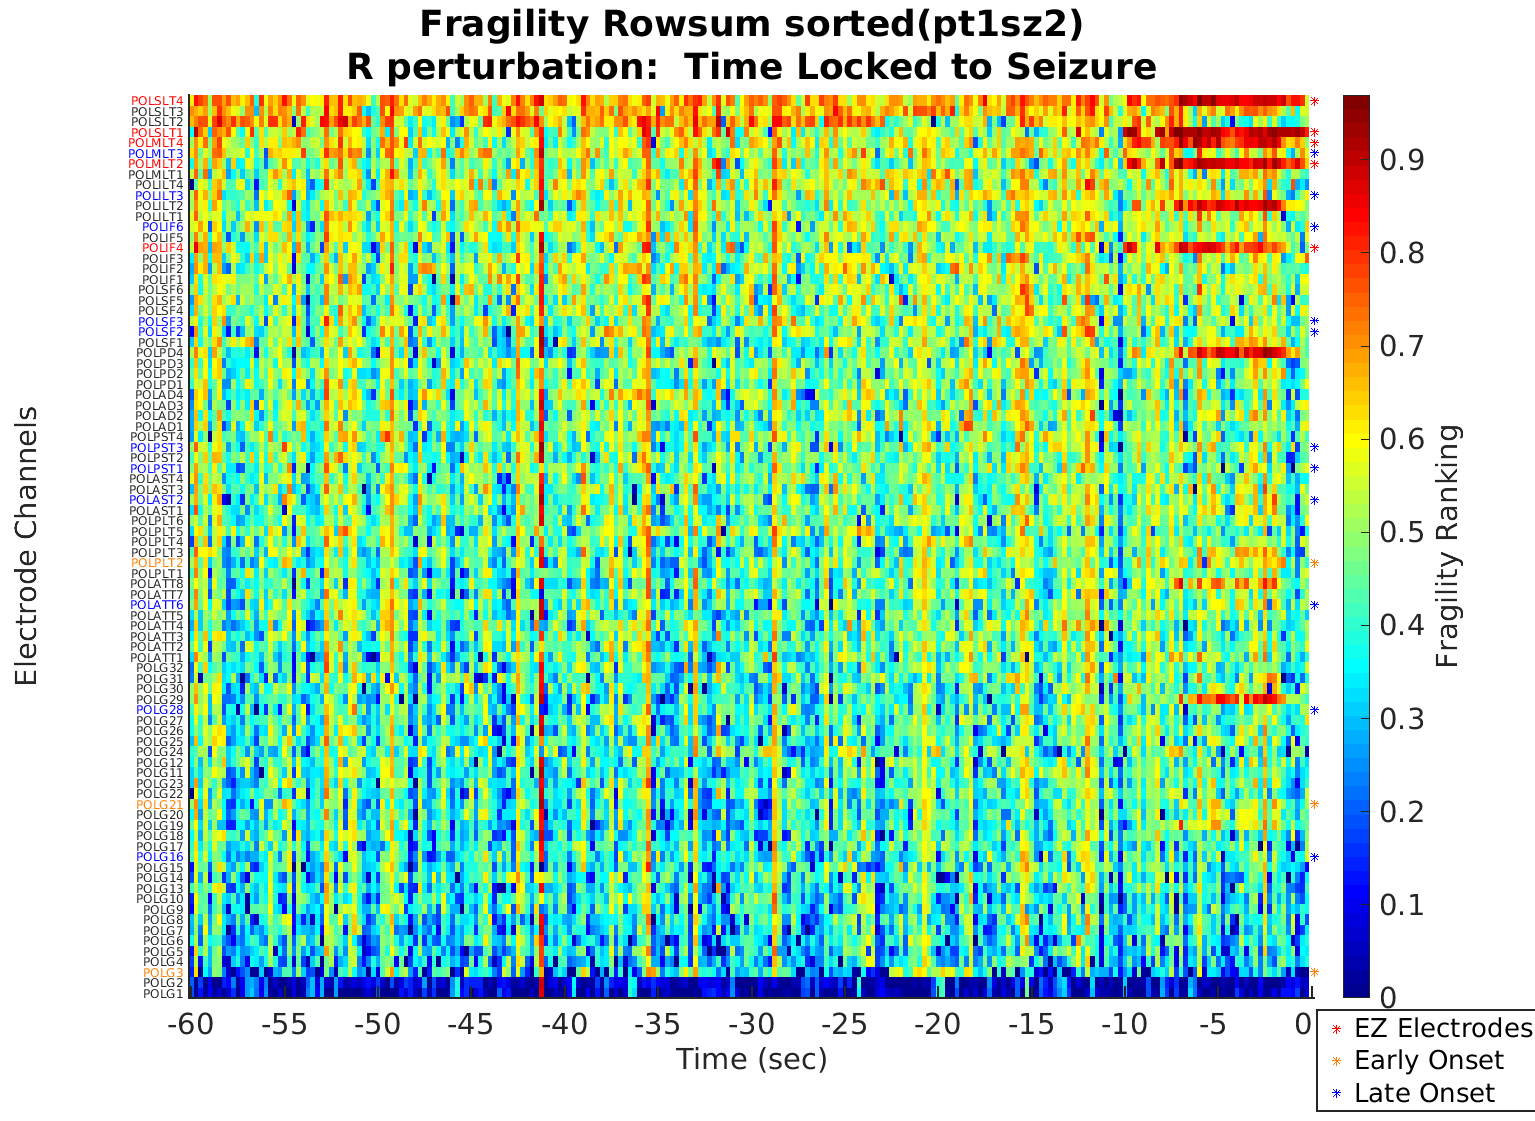 Fragility Rowsum sorted(pt1sz2)
R perturbation:  Time Locked to Seizure
Electrode Channels
POLSLT4
POLSLT3
POLSLT2
POLSLT1
POLMLT4
POLMLT3
POLMLT2
POLMLT1
POLILT4
POLILT3
POLILT2
POLILT1
POLIF6
POLIF5
POLIF4
POLIF3
POLIF2
POLIF1
POLSF6
POLSF5
POLSF4
POLSF3
POLSF2
POLSF1
POLPD4
POLPD3
POLPD2
POLPD1
POLAD4
POLAD3
POLAD2
POLAD1
POLPST4
POLPST3
POLPST2
POLPST1
POLAST4
POLAST3
POLAST2
POLAST1
POLPLT6
POLPLT5
POLPLT4
POLPLT3
POLPLT2
POLPLT1
POLATT8
POLATT7
POLATT6
POLATT5
POLATT4
POLATT3
POLATT2
POLATT1
POLG32
POLG31
POLG30
POLG29
POLG28
POLG27
POLG26
POLG25
POLG24
POLG12
POLG11
POLG23
POLG22
POLG21
POLG20
POLG19
POLG18
POLG17
POLG16
POLG15
POLG14
POLG13
POLG10
POLG9
POLG8
POLG7
POLG6
POLG5
POLG4
POLG3
POLG2
POLG1
-60 -55 -50 -45 -40 -35 -30 -25 -20 -15 -10 -5 0
Time (sec)
0.9
0.8
0.7
0.6
0.5
0.4
0.3
0.2
0.1
0
Fragility Ranking
EZ Electrodes
Early Onset
Late Onset